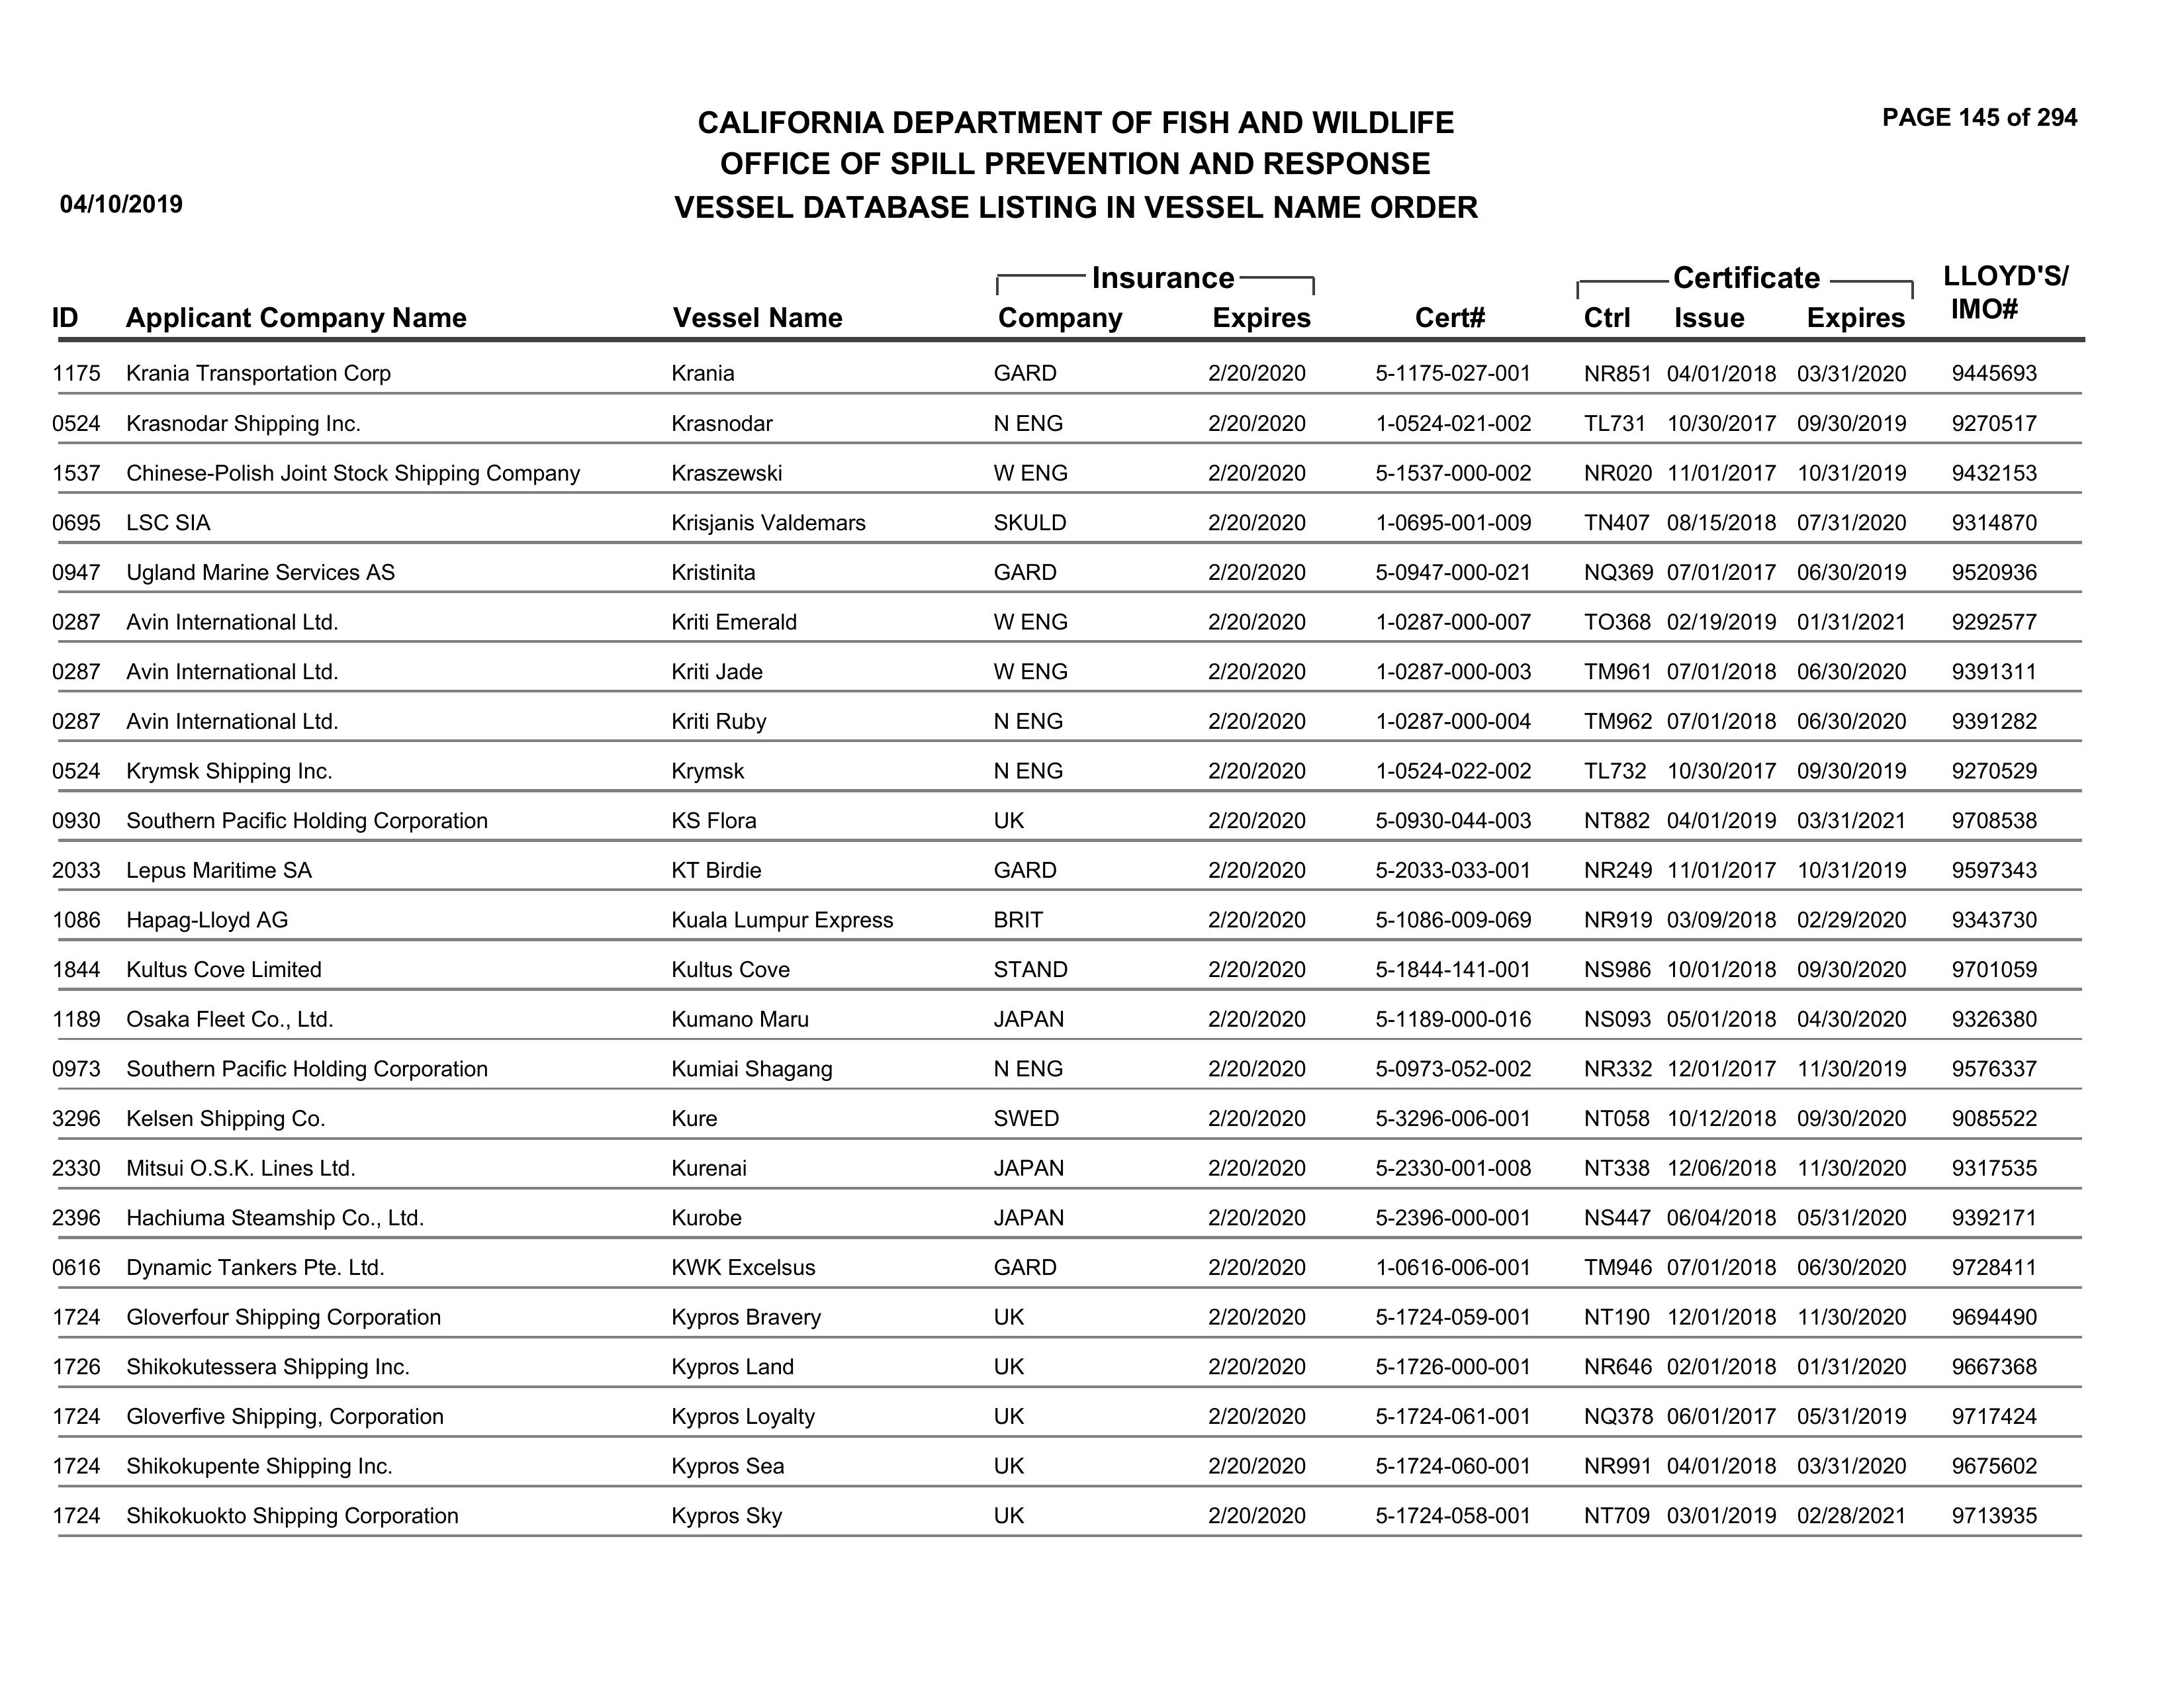 PAGE 145 of 294
CALIFORNIA DEPARTMENT OF FISH AND WILDLIFE
OFFICE OF SPILL PREVENTION AND RESPONSE
04/10/2019 VESSEL DATABASE LISTING IN VESSEL NAME ORDER
Insurance Certificate LLOYD'S/
ID Applicant Company Name Vessel Name Company Expires Cert# Ctrl Issue Expires IMO#
1175 Krania Transportation Corp Krania GARD 2/20/2020 5-1175-027-001 NR851 04/01/2018 03/31/2020 9445693
0524 Krasnodar Shipping Inc. Krasnodar N ENG 2/20/2020 1-0524-021-002 TL731 10/30/2017 09/30/2019 9270517
1537 Chinese-Polish Joint Stock Shipping Company Kraszewski W ENG 2/20/2020 5-1537-000-002 NR020 11/01/2017 10/31/2019 9432153
0695 LSC SIA Krisjanis Valdemars SKULD 2/20/2020 1-0695-001-009 TN407 08/15/2018 07/31/2020 9314870
0947 Ugland Marine Services AS Kristinita GARD 2/20/2020 5-0947-000-021 NQ369 07/01/2017 06/30/2019 9520936
0287 Avin International Ltd. Kriti Emerald W ENG 2/20/2020 1-0287-000-007 TO368 02/19/2019 01/31/2021 9292577
0287 Avin International Ltd. Kriti Jade W ENG 2/20/2020 1-0287-000-003 TM961 07/01/2018 06/30/2020 9391311
0287 Avin International Ltd. Kriti Ruby N ENG 2/20/2020 1-0287-000-004 TM962 07/01/2018 06/30/2020 9391282
0524 Krymsk Shipping Inc. Krymsk N ENG 2/20/2020 1-0524-022-002 TL732 10/30/2017 09/30/2019 9270529
0930 Southern Pacific Holding Corporation KS Flora UK 2/20/2020 5-0930-044-003 NT882 04/01/2019 03/31/2021 9708538
2033 Lepus Maritime SA KT Birdie GARD 2/20/2020 5-2033-033-001 NR249 11/01/2017 10/31/2019 9597343
1086 Hapag-Lloyd AG Kuala Lumpur Express BRIT 2/20/2020 5-1086-009-069 NR919 03/09/2018 02/29/2020 9343730
1844 Kultus Cove Limited Kultus Cove STAND 2/20/2020 5-1844-141-001 NS986 10/01/2018 09/30/2020 9701059
1189 Osaka Fleet Co., Ltd. Kumano Maru JAPAN 2/20/2020 5-1189-000-016 NS093 05/01/2018 04/30/2020 9326380
0973 Southern Pacific Holding Corporation Kumiai Shagang N ENG 2/20/2020 5-0973-052-002 NR332 12/01/2017 11/30/2019 9576337
3296 Kelsen Shipping Co. Kure SWED 2/20/2020 5-3296-006-001 NT058 10/12/2018 09/30/2020 9085522
2330 Mitsui O.S.K. Lines Ltd. Kurenai JAPAN 2/20/2020 5-2330-001-008 NT338 12/06/2018 11/30/2020 9317535
2396 Hachiuma Steamship Co., Ltd. Kurobe JAPAN 2/20/2020 5-2396-000-001 NS447 06/04/2018 05/31/2020 9392171
0616 Dynamic Tankers Pte. Ltd. KWK Excelsus GARD 2/20/2020 1-0616-006-001 TM946 07/01/2018 06/30/2020 9728411
1724 Gloverfour Shipping Corporation Kypros Bravery UK 2/20/2020 5-1724-059-001 NT190 12/01/2018 11/30/2020 9694490
1726 Shikokutessera Shipping Inc. Kypros Land UK 2/20/2020 5-1726-000-001 NR646 02/01/2018 01/31/2020 9667368
1724 Gloverfive Shipping, Corporation Kypros Loyalty UK 2/20/2020 5-1724-061-001 NQ378 06/01/2017 05/31/2019 9717424
1724 Shikokupente Shipping Inc. Kypros Sea UK 2/20/2020 5-1724-060-001 NR991 04/01/2018 03/31/2020 9675602
1724 Shikokuokto Shipping Corporation Kypros Sky UK 2/20/2020 5-1724-058-001 NT709 03/01/2019 02/28/2021 9713935